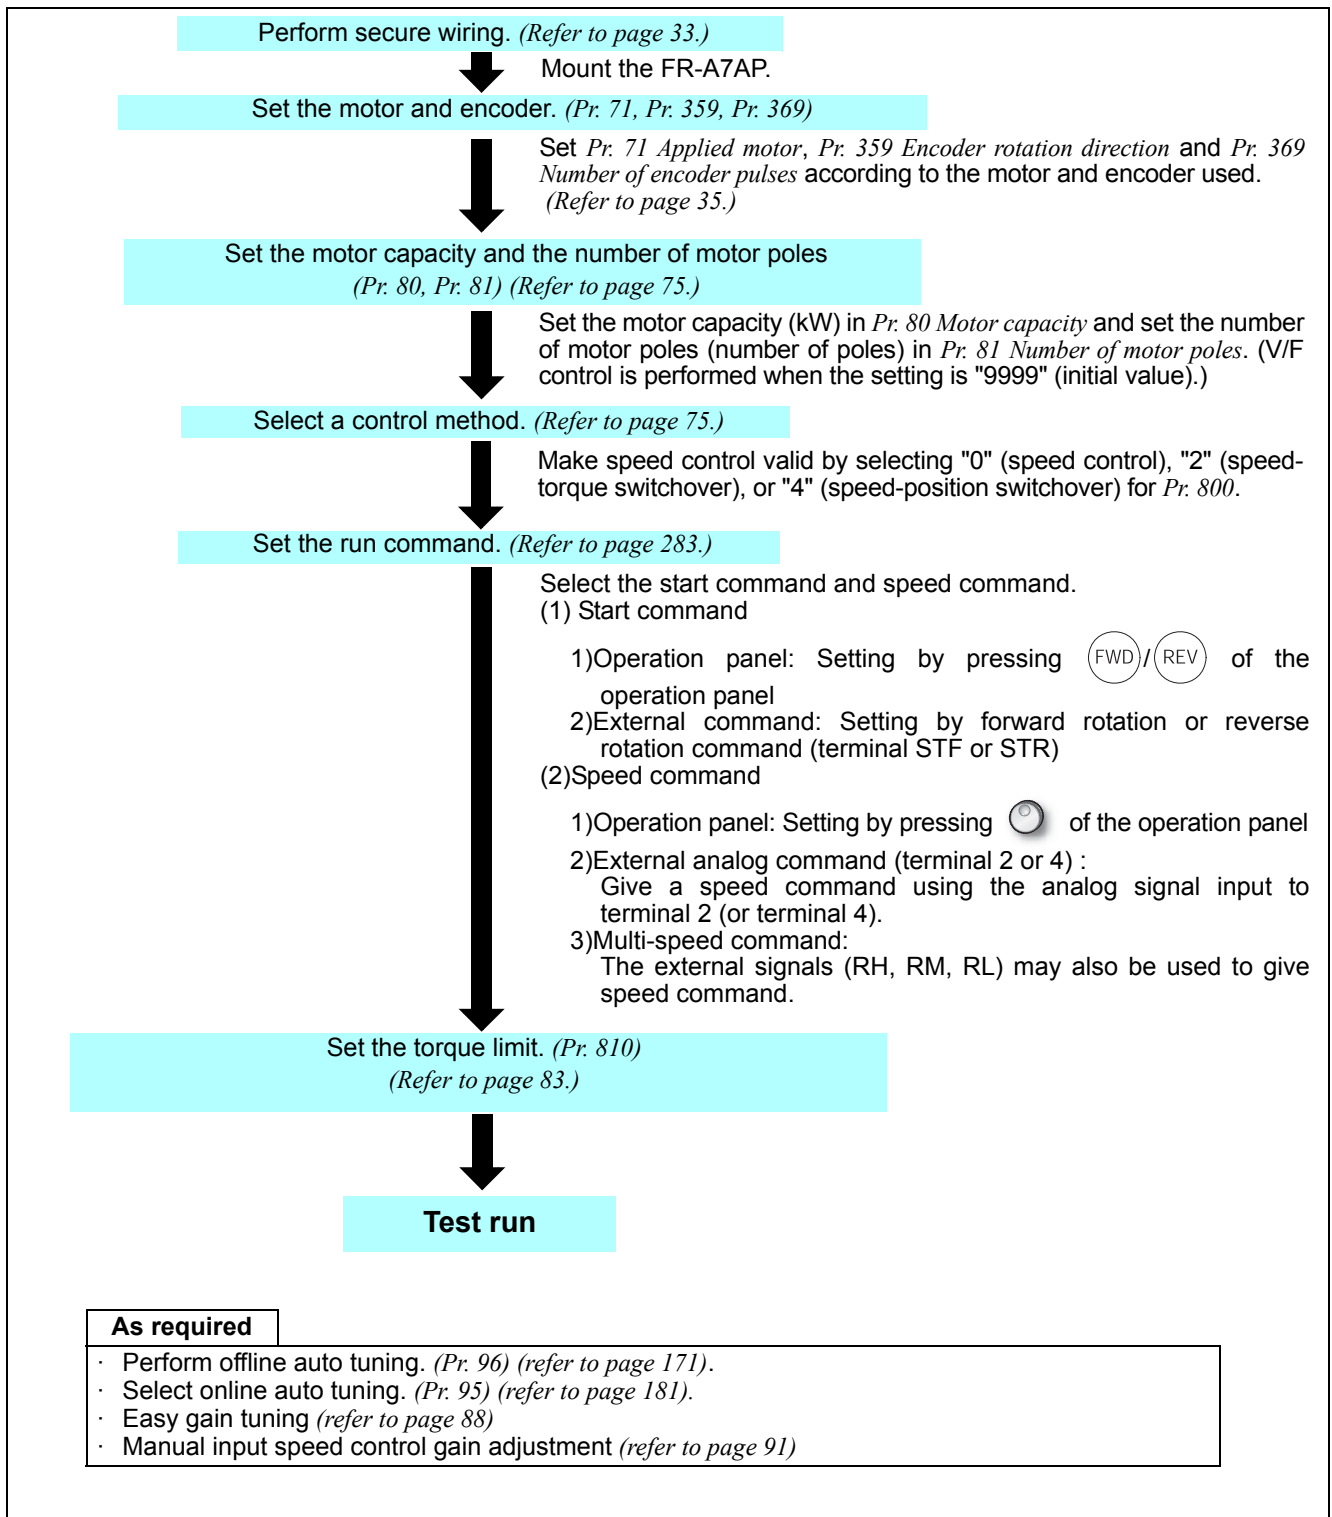 Perform secure wiring. (Refer to page 33.)
Mount the FR-A7AP.
Set the motor and encoder. (Pr. 71, Pr. 359, Pr. 369)
Set Pr. 71 Applied motor, Pr. 359 Encoder rotation direction and Pr. 369
Number of encoder pulses according to the motor and encoder used.
(Refer to page 35.)
Set the motor capacity and the number of motor poles
(Pr. 80, Pr. 81) (Refer to page 75.)
Set the motor capacity (kW) in Pr. 80 Motor capacity and set the number
of motor poles (number of poles) in Pr. 81 Number of motor poles. (V/F
control is performed when the setting is "9999" (initial value).)
Select a control method. (Refer to page 75.)
Make speed control valid by selecting "0" (speed control), "2" (speed-
torque switchover), or "4" (speed-position switchover) for Pr. 800.
Set the run command. (Refer to page 283.)
Select the start command and speed command.
(1) Start command
1)Operation panel: Setting by pressing FWD/REV of the
operation panel
2)External command: Setting by forward rotation or reverse
rotation command (terminal STF or STR)
(2)Speed command
1)Operation panel: Setting by pressing of the operation panel
2)External analog command (terminal 2 or 4) :
Give a speed command using the analog signal input to
terminal 2 (or terminal 4).
3)Multi-speed command:
The external signals (RH, RM, RL) may also be used to give
speed command.
Set the torque limit. (Pr. 810)
(Refer to page 83.)
Test run
As required
· Perform offline auto tuning. (Pr. 96) (refer to page 171).
· Select online auto tuning. (Pr. 95) (refer to page 181).
· Easy gain tuning (refer to page 88)
· Manual input speed control gain adjustment (refer to page 91)